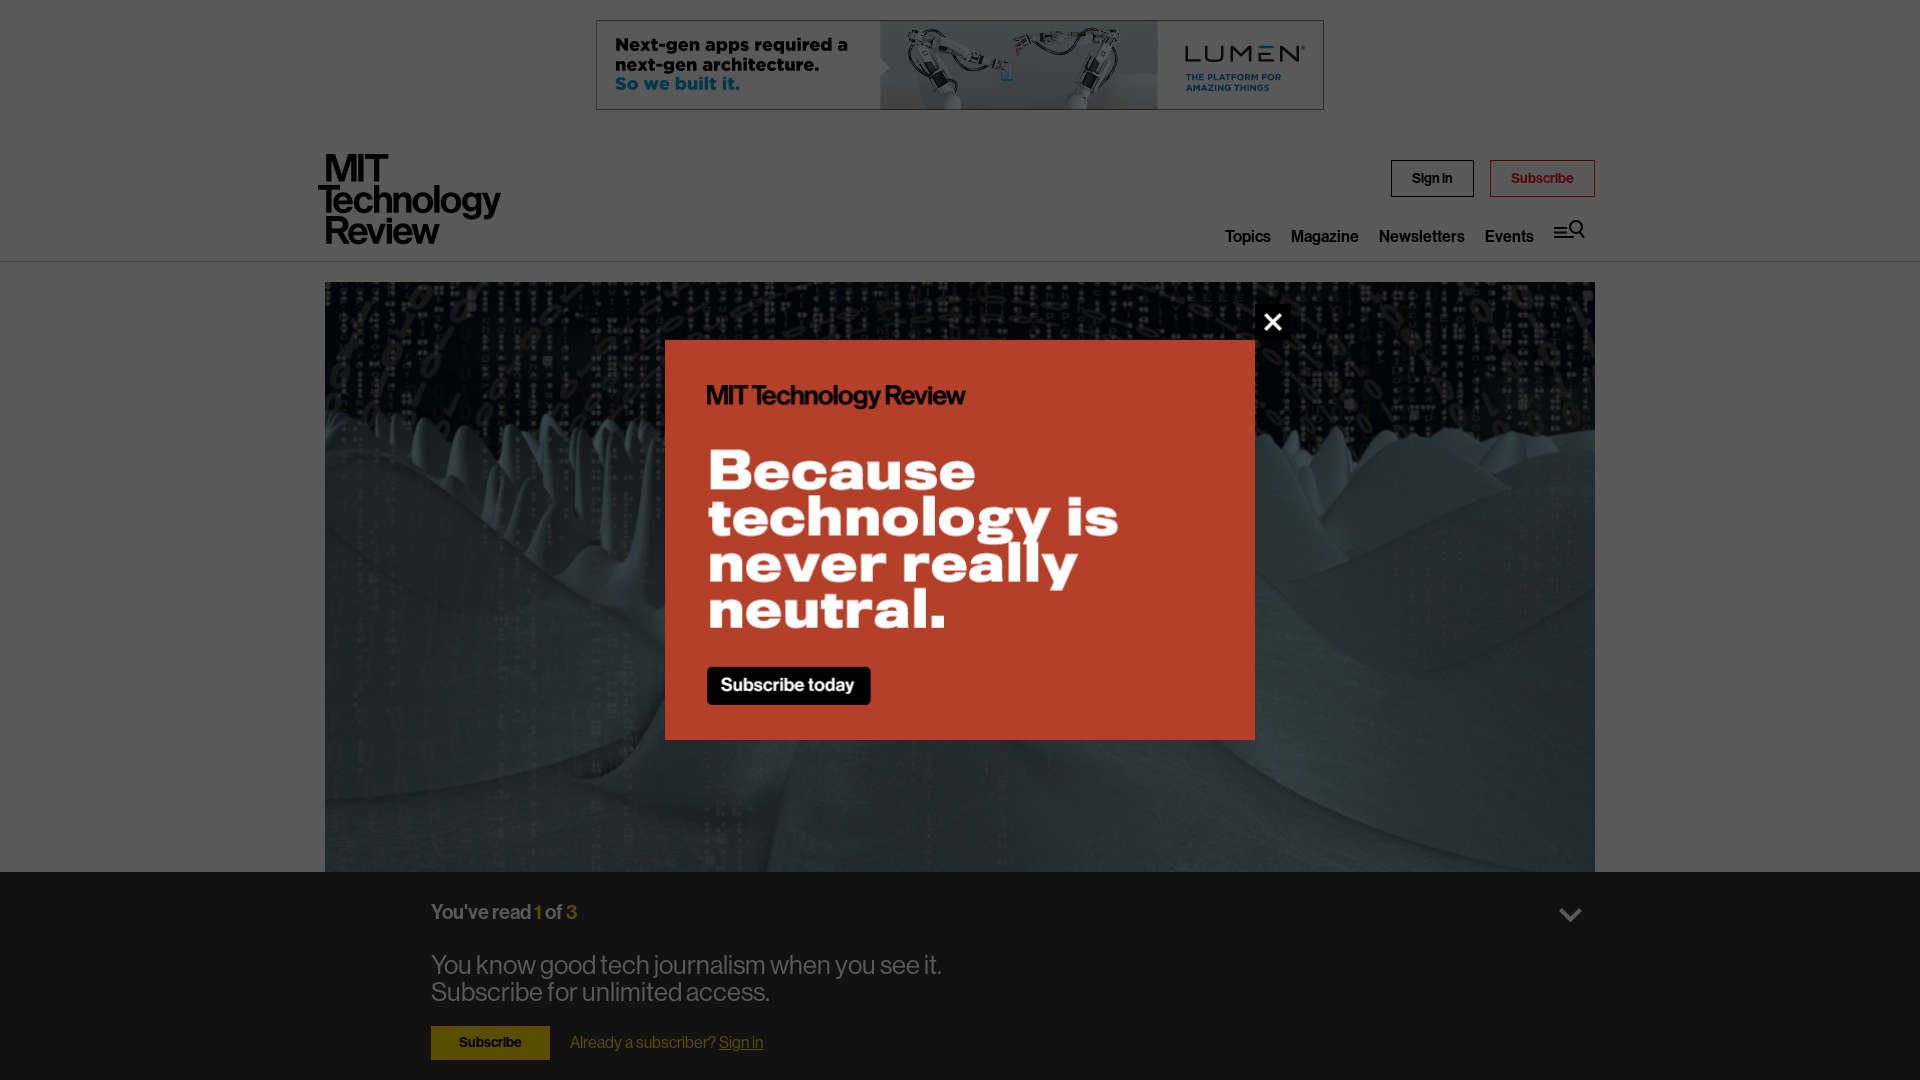 Next-gen apps required a
next-gen architecture.
So we built it.
LUMEN®
THE PLATFORM FOR
AMAZING THINGS
MIT
Technology
Review
Sign in
Subscribe
Topics
Magazine
Newsletters
Events
MIT Technology Review
Because
technology is
never really
neutral.
Subscribe today
You've read 1 of 3
You know good tech journalism when you see it.
Subscribe for unlimited access.
Subscribe
Already a subscriber? Sign in